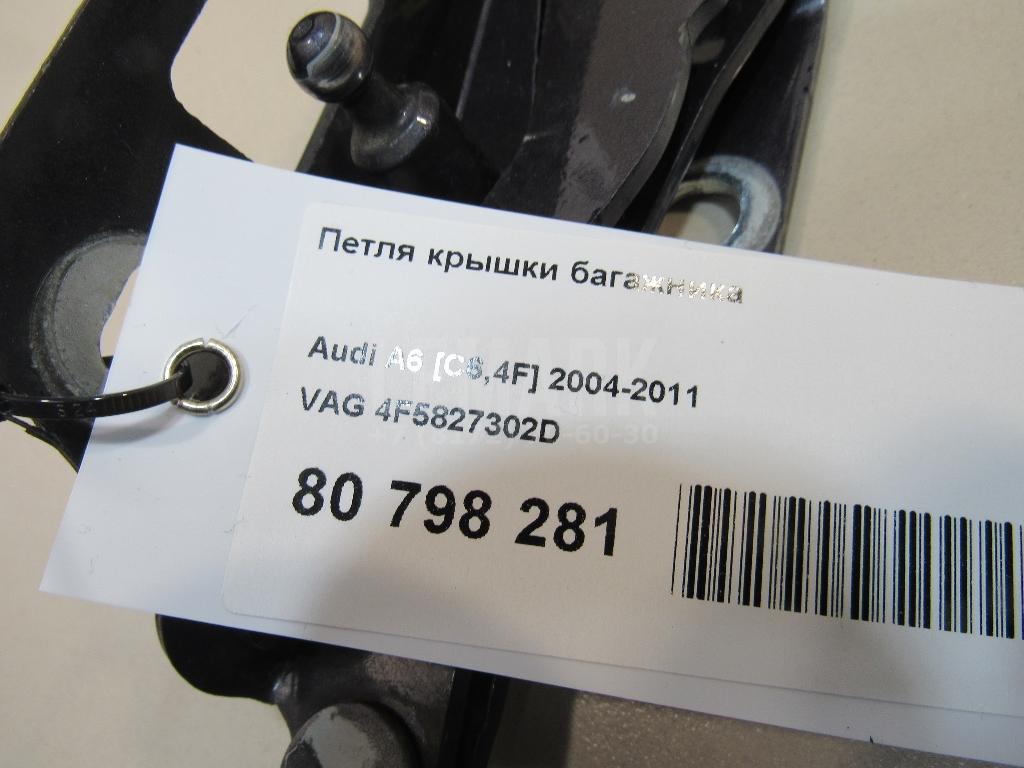 Петля крышки багажника
Audi A6 [C6,4F] 2004-2011
VAG 4F5827302D
80 798 281